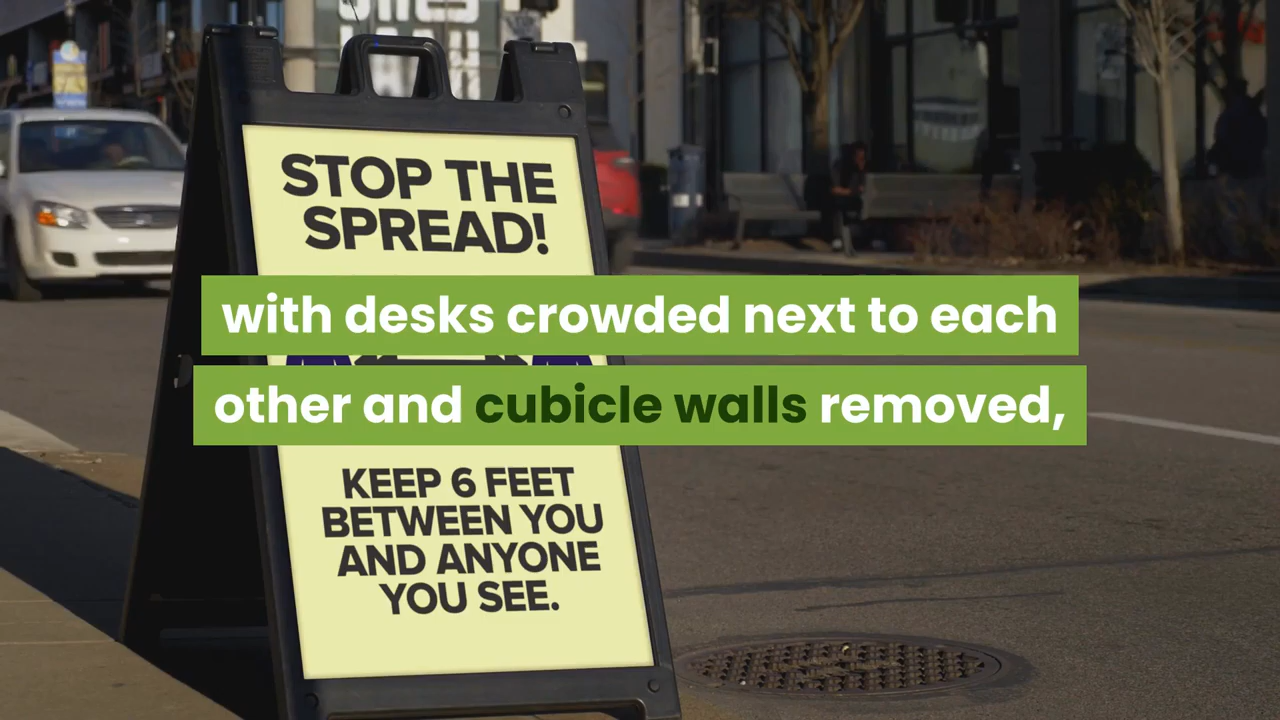 STOP THE
SPREAD!
with desks crowded next to each
other and cubicle walls removed,
KEEP 6 FEET
BETWEEN YOU
AND ANYONE
YOU SEE.